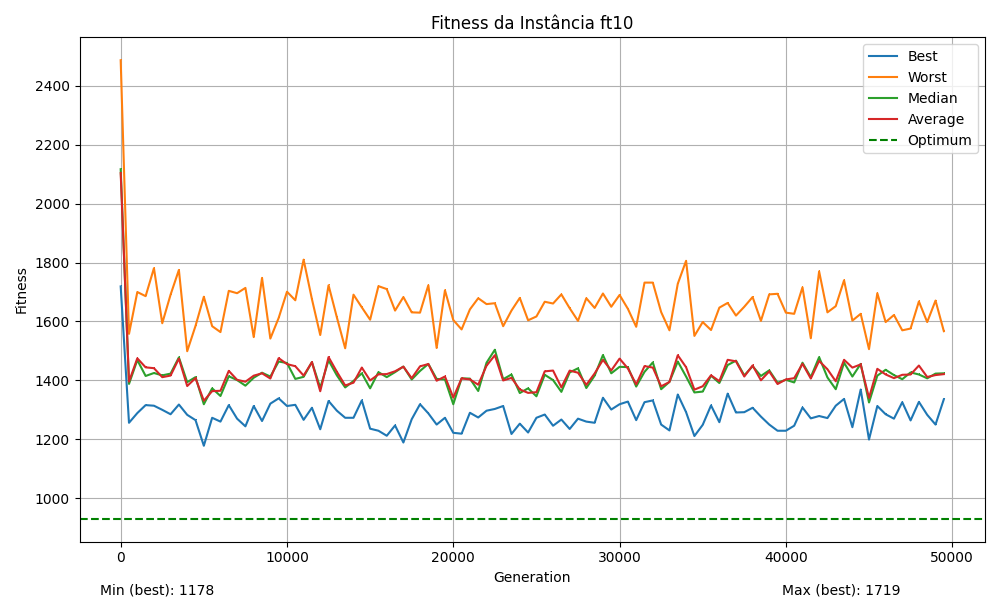 Fitness da Instância ft10
Best
Worst
Median
Average
Optimum
Fitness
2400
2200
2000
1800
1600
1400
1200
1000
0 10000 20000 30000 40000 50000
Generation
Min (best): 1178
Max (best): 1719